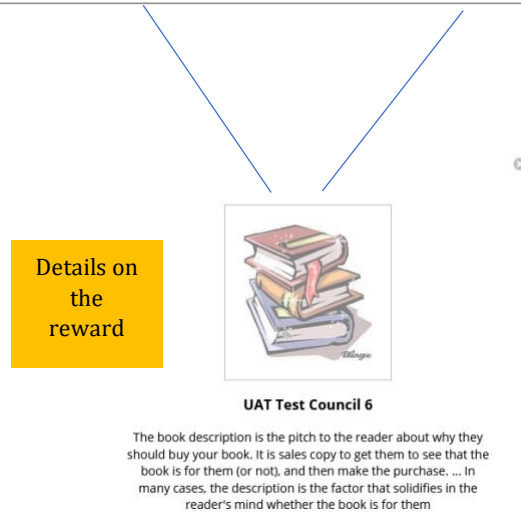 Details on
the
reward
Blingee
UAT Test Council 6
The book description is the pitch to the reader about why they
should buy your book. It is sales copy to get them to see that the
book is for them (or not), and then make the purchase. ... In
many cases, the description is the factor that solidifies in the
reader's mind whether the book is for them